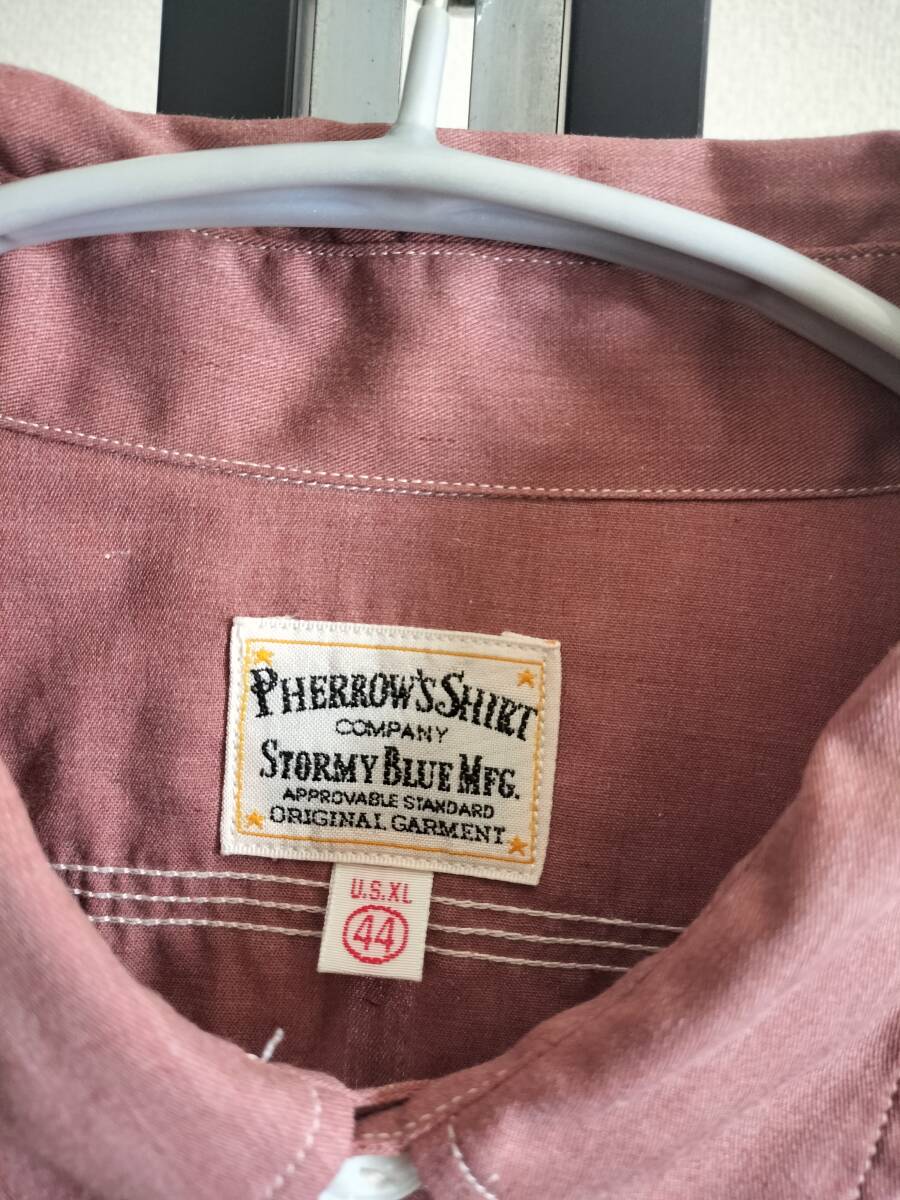 PHERROW'S SHIRT
COMPANY
STORMY BLUE MFG.
APPROVABLE STANDARD
ORIGINAL GARMENT
U.S.XL
44